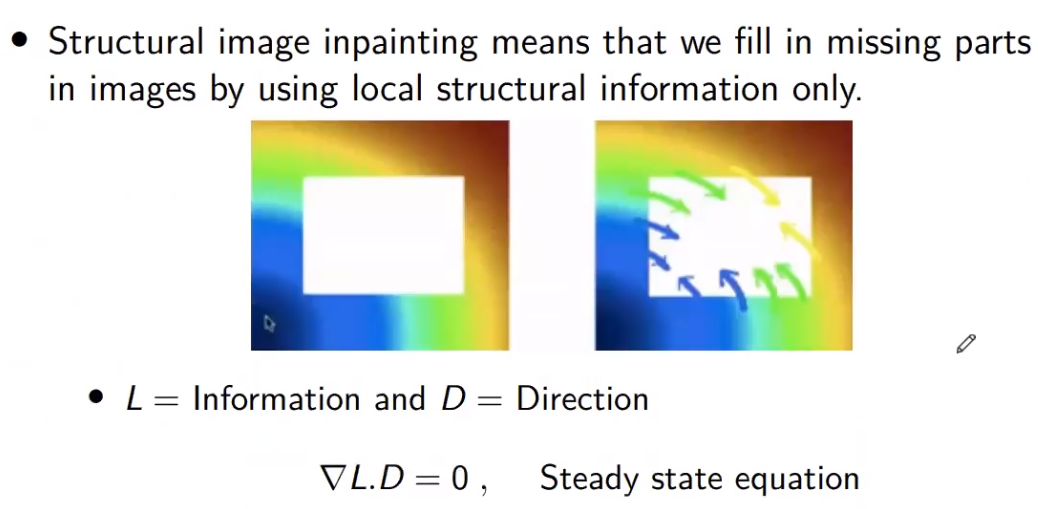 • Structural image inpainting means that we fill in missing parts
in images by using local structural information only.
• L = Information and D = Direction
∇L.D = 0 , Steady state equation